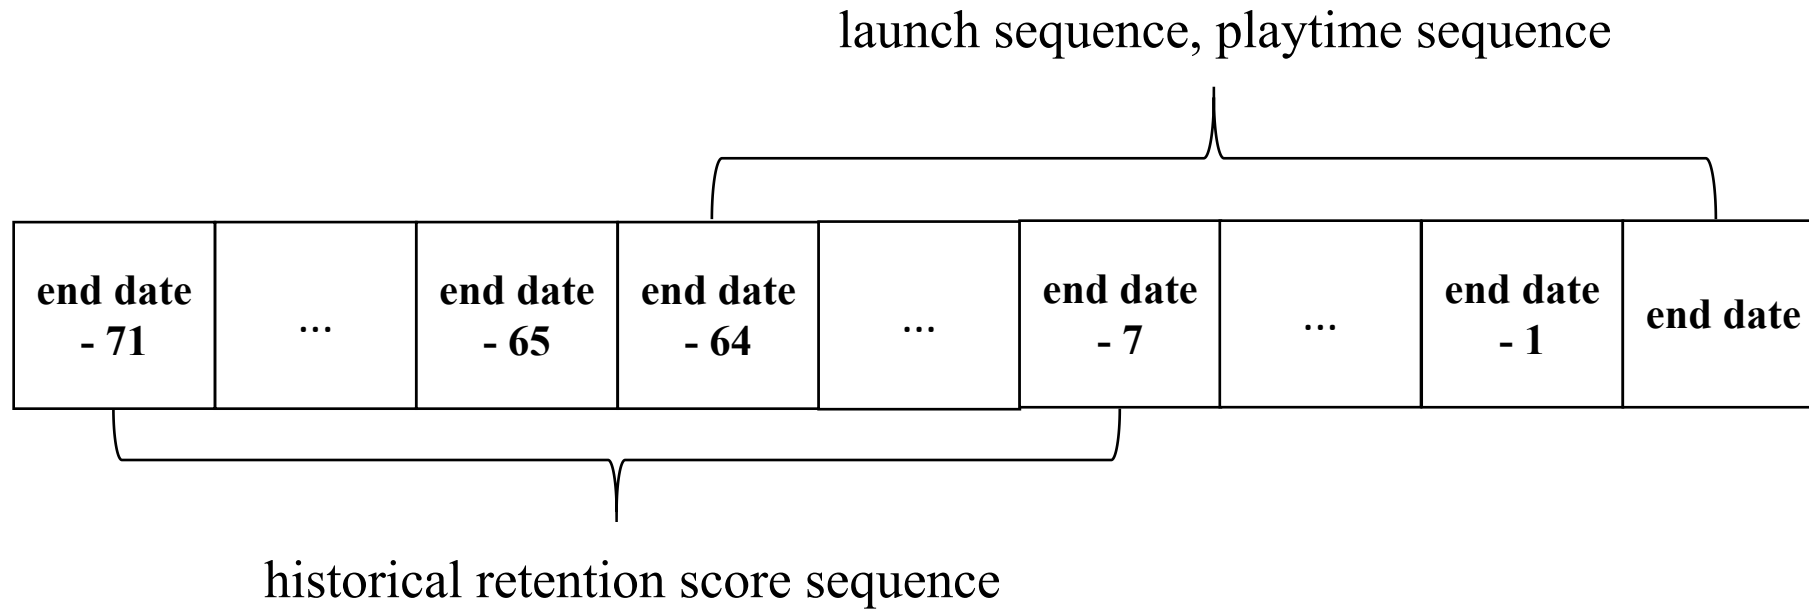 launch sequence, playtime sequence
end date
- 71
...
end date
- 65
end date
- 64
...
end date
- 7
...
end date
- 1
end date
historical retention score sequence